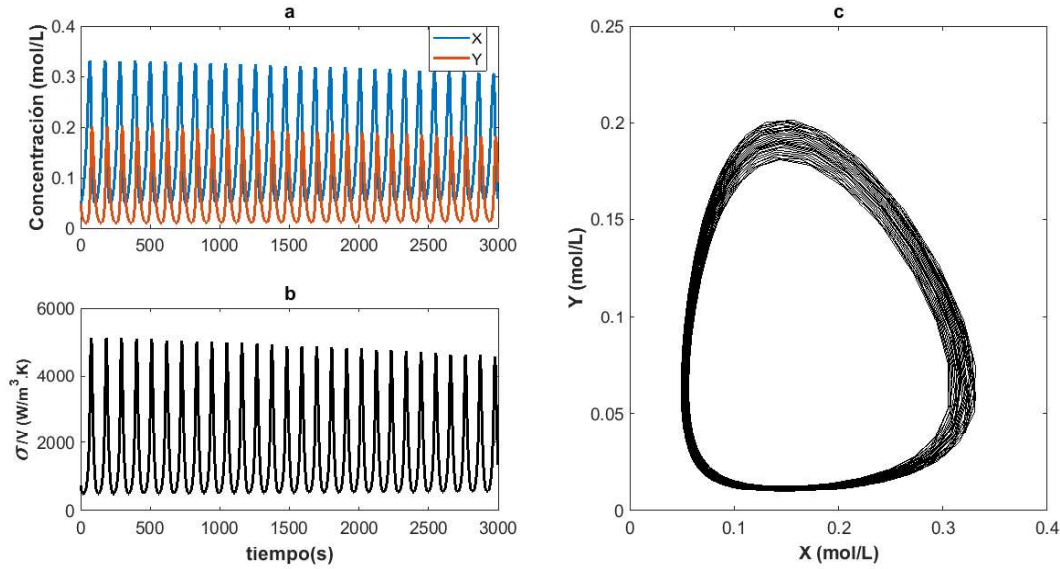 a
Concentración (mol/L)
0.4
0.3
0.2
0.1
0
X
Y
0 500 1000 1500 2000 2500 3000
b
σ/V (W/m³.K)
6000
4000
2000
0
0 500 1000 1500 2000 2500 3000
tiempo(s)
c
Y (mol/L)
0.25
0.2
0.15
0.1
0.05
0
0 0.1 0.2 0.3 0.4
X (mol/L)